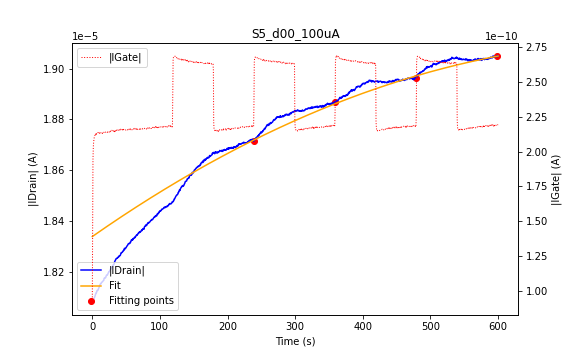 S5_d00_100uA
1e−5
1e−10
|IGate|
1.90
1.88
1.86
1.84
1.82
|IDrain| (A)
2.75
2.50
2.25
2.00
1.75
1.50
1.25
1.00
|IGate| (A)
|IDrain|
Fit
Fitting points
0 100 200 300 400 500 600
Time (s)